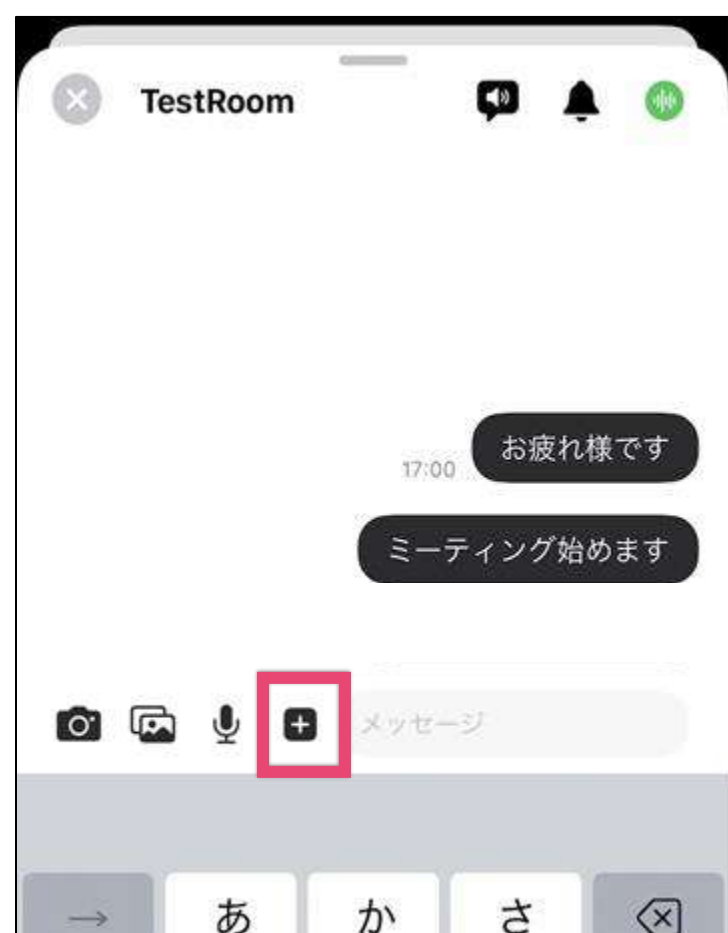 TestRoom
お疲れ様です
17:00
ミーティング始めます
メッセージ
→ あ か さ